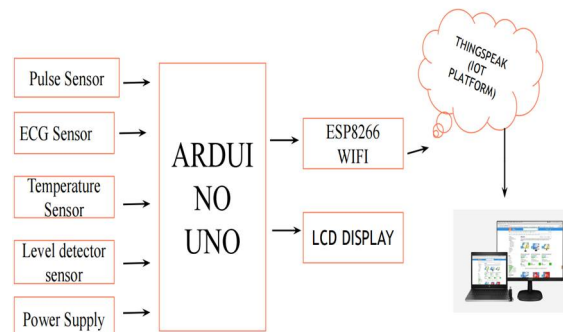 Pulse Sensor
ECG Sensor
Temperature
Sensor
Level detector
sensor
Power Supply
ARDUI
NO
UNO
ESP8266
WIFI
LCD DISPLAY
THINGSPEAK
(IOT
PLATFORM)